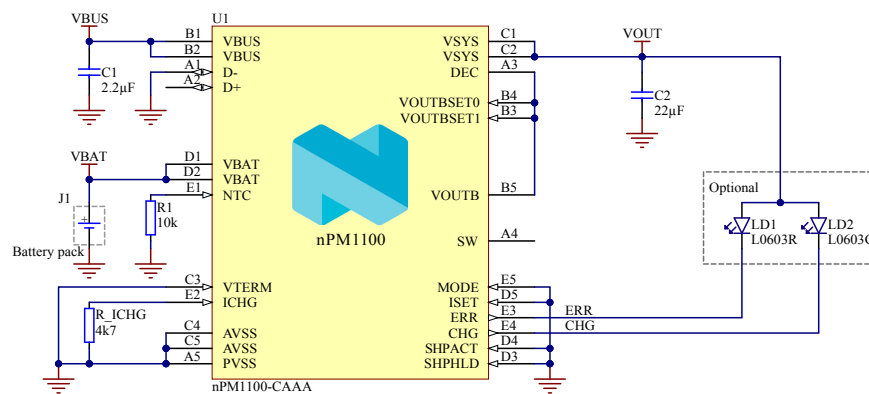 U1
VBUS
B1 VBUS
B2 VBUS
A1 D-
A2 D+
C1
2.2µF
VBAT
D1 VBAT
D2 VBAT
E1 NTC
J1
+
Battery pack
R1
10k
C3 VTERM
E2 ICHG
R_ICHG
4k7
C4 AVSS
C5 AVSS
A5 PVSS
nPM1100
nPM1100-CAAA
VSYS C1
VSYS C2
DEC A3
VOUTBSET0 B4
VOUTBSET1 B3
VOUTB B5
SW A4
MODE E5
ISET D5
ERR E3 ERR
CHG E4 CHG
SHPACT D4
SHPHLD D3
VOUT
C2
22µF
Optional
LD1
L0603R
LD2